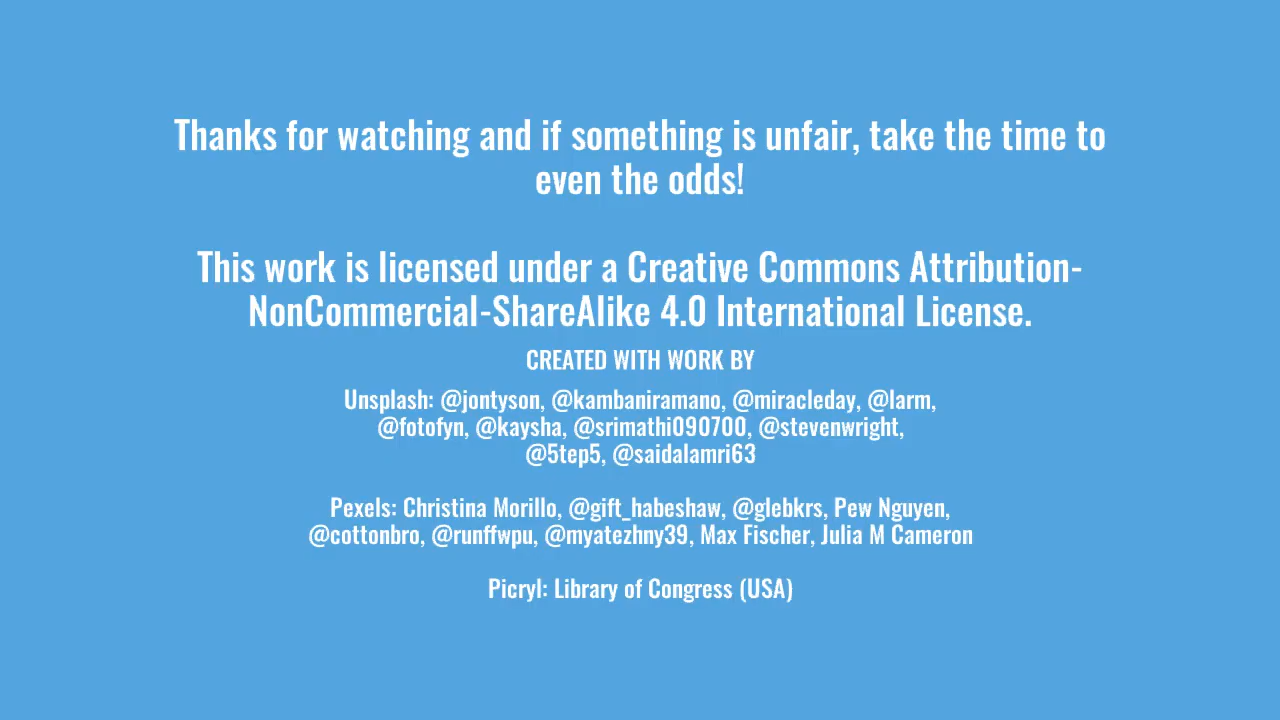 Thanks for watching and if something is unfair, take the time to
even the odds!
This work is licensed under a Creative Commons Attribution-
NonCommercial-ShareAlike 4.0 International License.
CREATED WITH WORK BY
Unsplash: @jontyson, @kambaniramano, @miracleday, @larm,
@fotofyn, @kaysha, @srimathi090700, @stevenwright,
@5tep5, @saidalamri63
Pexels: Christina Morillo, @gift_habeshaw, @glebkrs, Pew Nguyen,
@cottonbro, @runffwpu, @myatezhny39, Max Fischer, Julia M Cameron
Picryl: Library of Congress (USA)